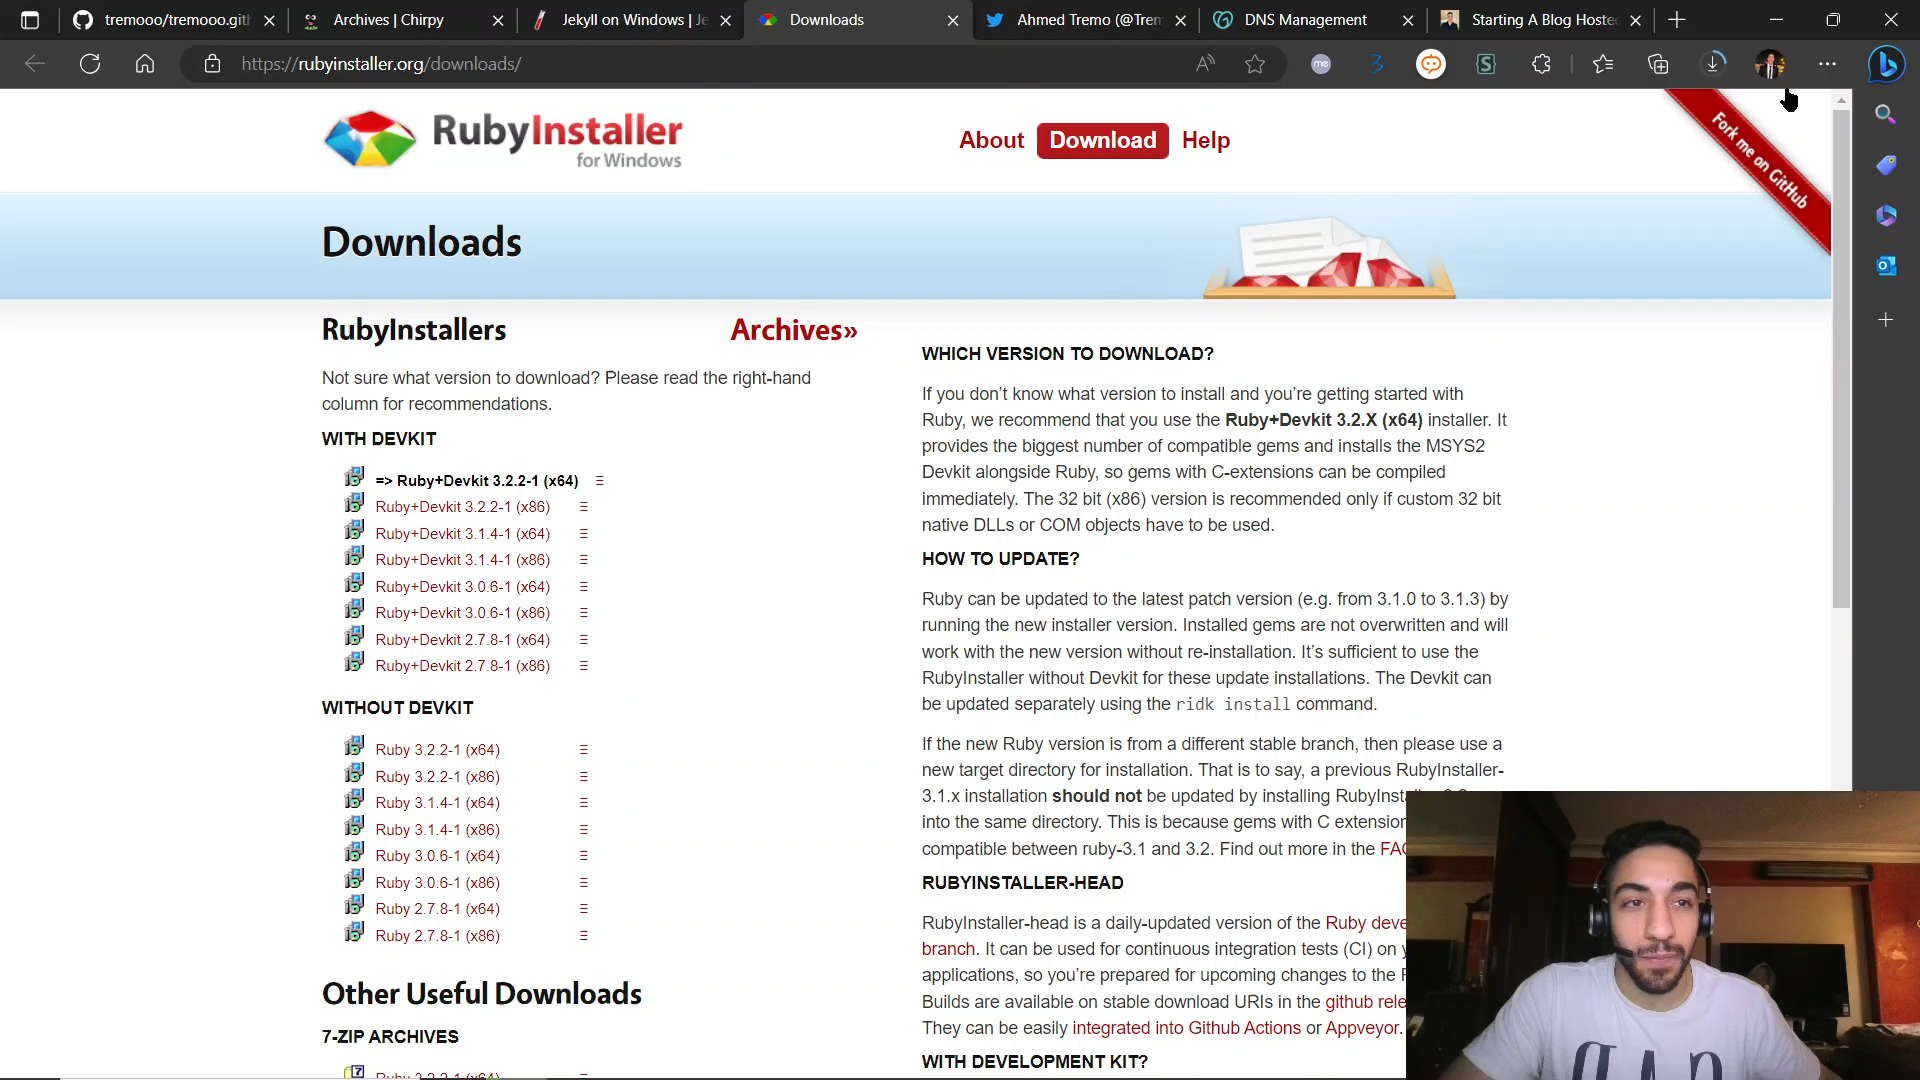 tremooo/tremooo.gith
Archives | Chirpy
Jekyll on Windows | Je
Downloads
Ahmed Tremo (@Trem
DNS Management
Starting A Blog Hoste
https://rubyinstaller.org/downloads/
RubyInstaller
for Windows
About Download Help
Fork me on GitHub
Downloads
RubyInstallers
Archives»
Not sure what version to download? Please read the right-hand
column for recommendations.
WITH DEVKIT
=> Ruby+Devkit 3.2.2-1 (x64)
Ruby+Devkit 3.2.2-1 (x86)
Ruby+Devkit 3.1.4-1 (x64)
Ruby+Devkit 3.1.4-1 (x86)
Ruby+Devkit 3.0.6-1 (x64)
Ruby+Devkit 3.0.6-1 (x86)
Ruby+Devkit 2.7.8-1 (x64)
Ruby+Devkit 2.7.8-1 (x86)
WITHOUT DEVKIT
Ruby 3.2.2-1 (x64)
Ruby 3.2.2-1 (x86)
Ruby 3.1.4-1 (x64)
Ruby 3.1.4-1 (x86)
Ruby 3.0.6-1 (x64)
Ruby 3.0.6-1 (x86)
Ruby 2.7.8-1 (x64)
Ruby 2.7.8-1 (x86)
Other Useful Downloads
7-ZIP ARCHIVES
WHICH VERSION TO DOWNLOAD?
If you don't know what version to install and you're getting started with
Ruby, we recommend that you use the Ruby+Devkit 3.2.X (x64) installer. It
provides the biggest number of compatible gems and installs the MSYS2
Devkit alongside Ruby, so gems with C-extensions can be compiled
immediately. The 32 bit (x86) version is recommended only if custom 32 bit
native DLLs or COM objects have to be used.
HOW TO UPDATE?
Ruby can be updated to the latest patch version (e.g. from 3.1.0 to 3.1.3) by
running the new installer version. Installed gems are not overwritten and will
work with the new version without re-installation. It's sufficient to use the
RubyInstaller without Devkit for these update installations. The Devkit can
be updated separately using the ridk install command.
If the new Ruby version is from a different stable branch, then please use a
new target directory for installation. That is to say, a previous RubyInstaller-
3.1.x installation should not be updated by installing RubyInst
into the same directory. This is because gems with C extension
compatible between ruby-3.1 and 3.2. Find out more in the FAQ
RUBYINSTALLER-HEAD
RubyInstaller-head is a daily-updated version of the Ruby deve
branch. It can be used for continuous integration tests (CI) on y
applications, so you're prepared for upcoming changes to the
Builds are available on stable download URIs in the github rele
They can be easily integrated into Github Actions or Appveyor.
WITH DEVELOPMENT KIT?